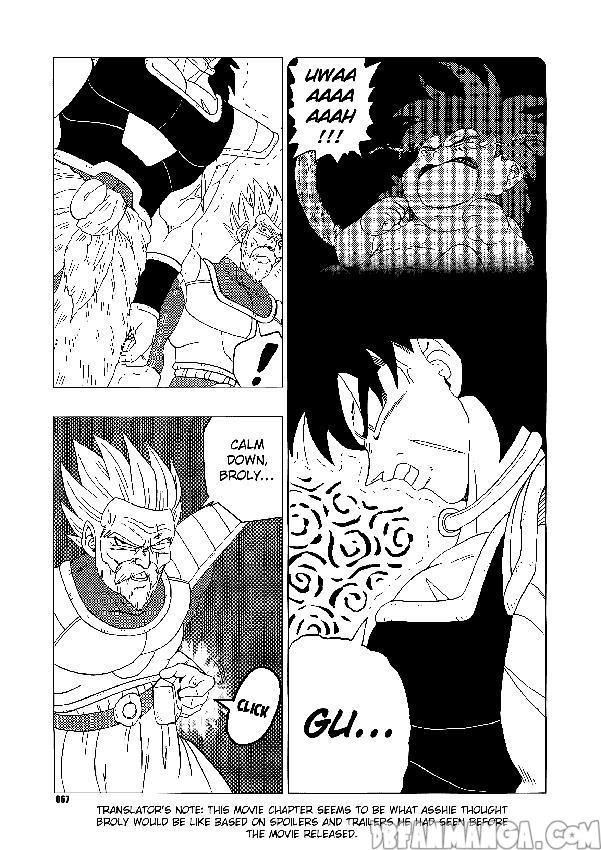 UWAA
AAAA
AAAH
!!!
GU...
!
CALM
DOWN,
BROLY...
CLICK
067
TRANSLATOR'S NOTE: THIS MOVIE CHAPTER SEEMS TO BE WHAT ASSHIE THOUGHT
BROLY WOULD BE LIKE BASED ON SPOILERS AND TRAILERS HE HAD SEEN BEFORE
THE MOVIE RELEASED.
DBFANMANGA.COM